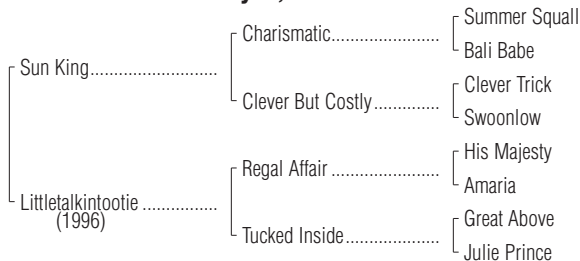 Summer Squall
Charismatic.......................
Bali Babe
Sun King...........................
Clever Trick
Clever But Costly..............
Swoonlow
His Majesty
Regal Affair .......................
Amaria
Littletalkintootie ................
(1996)
Great Above
Tucked Inside....................
Julie Prince